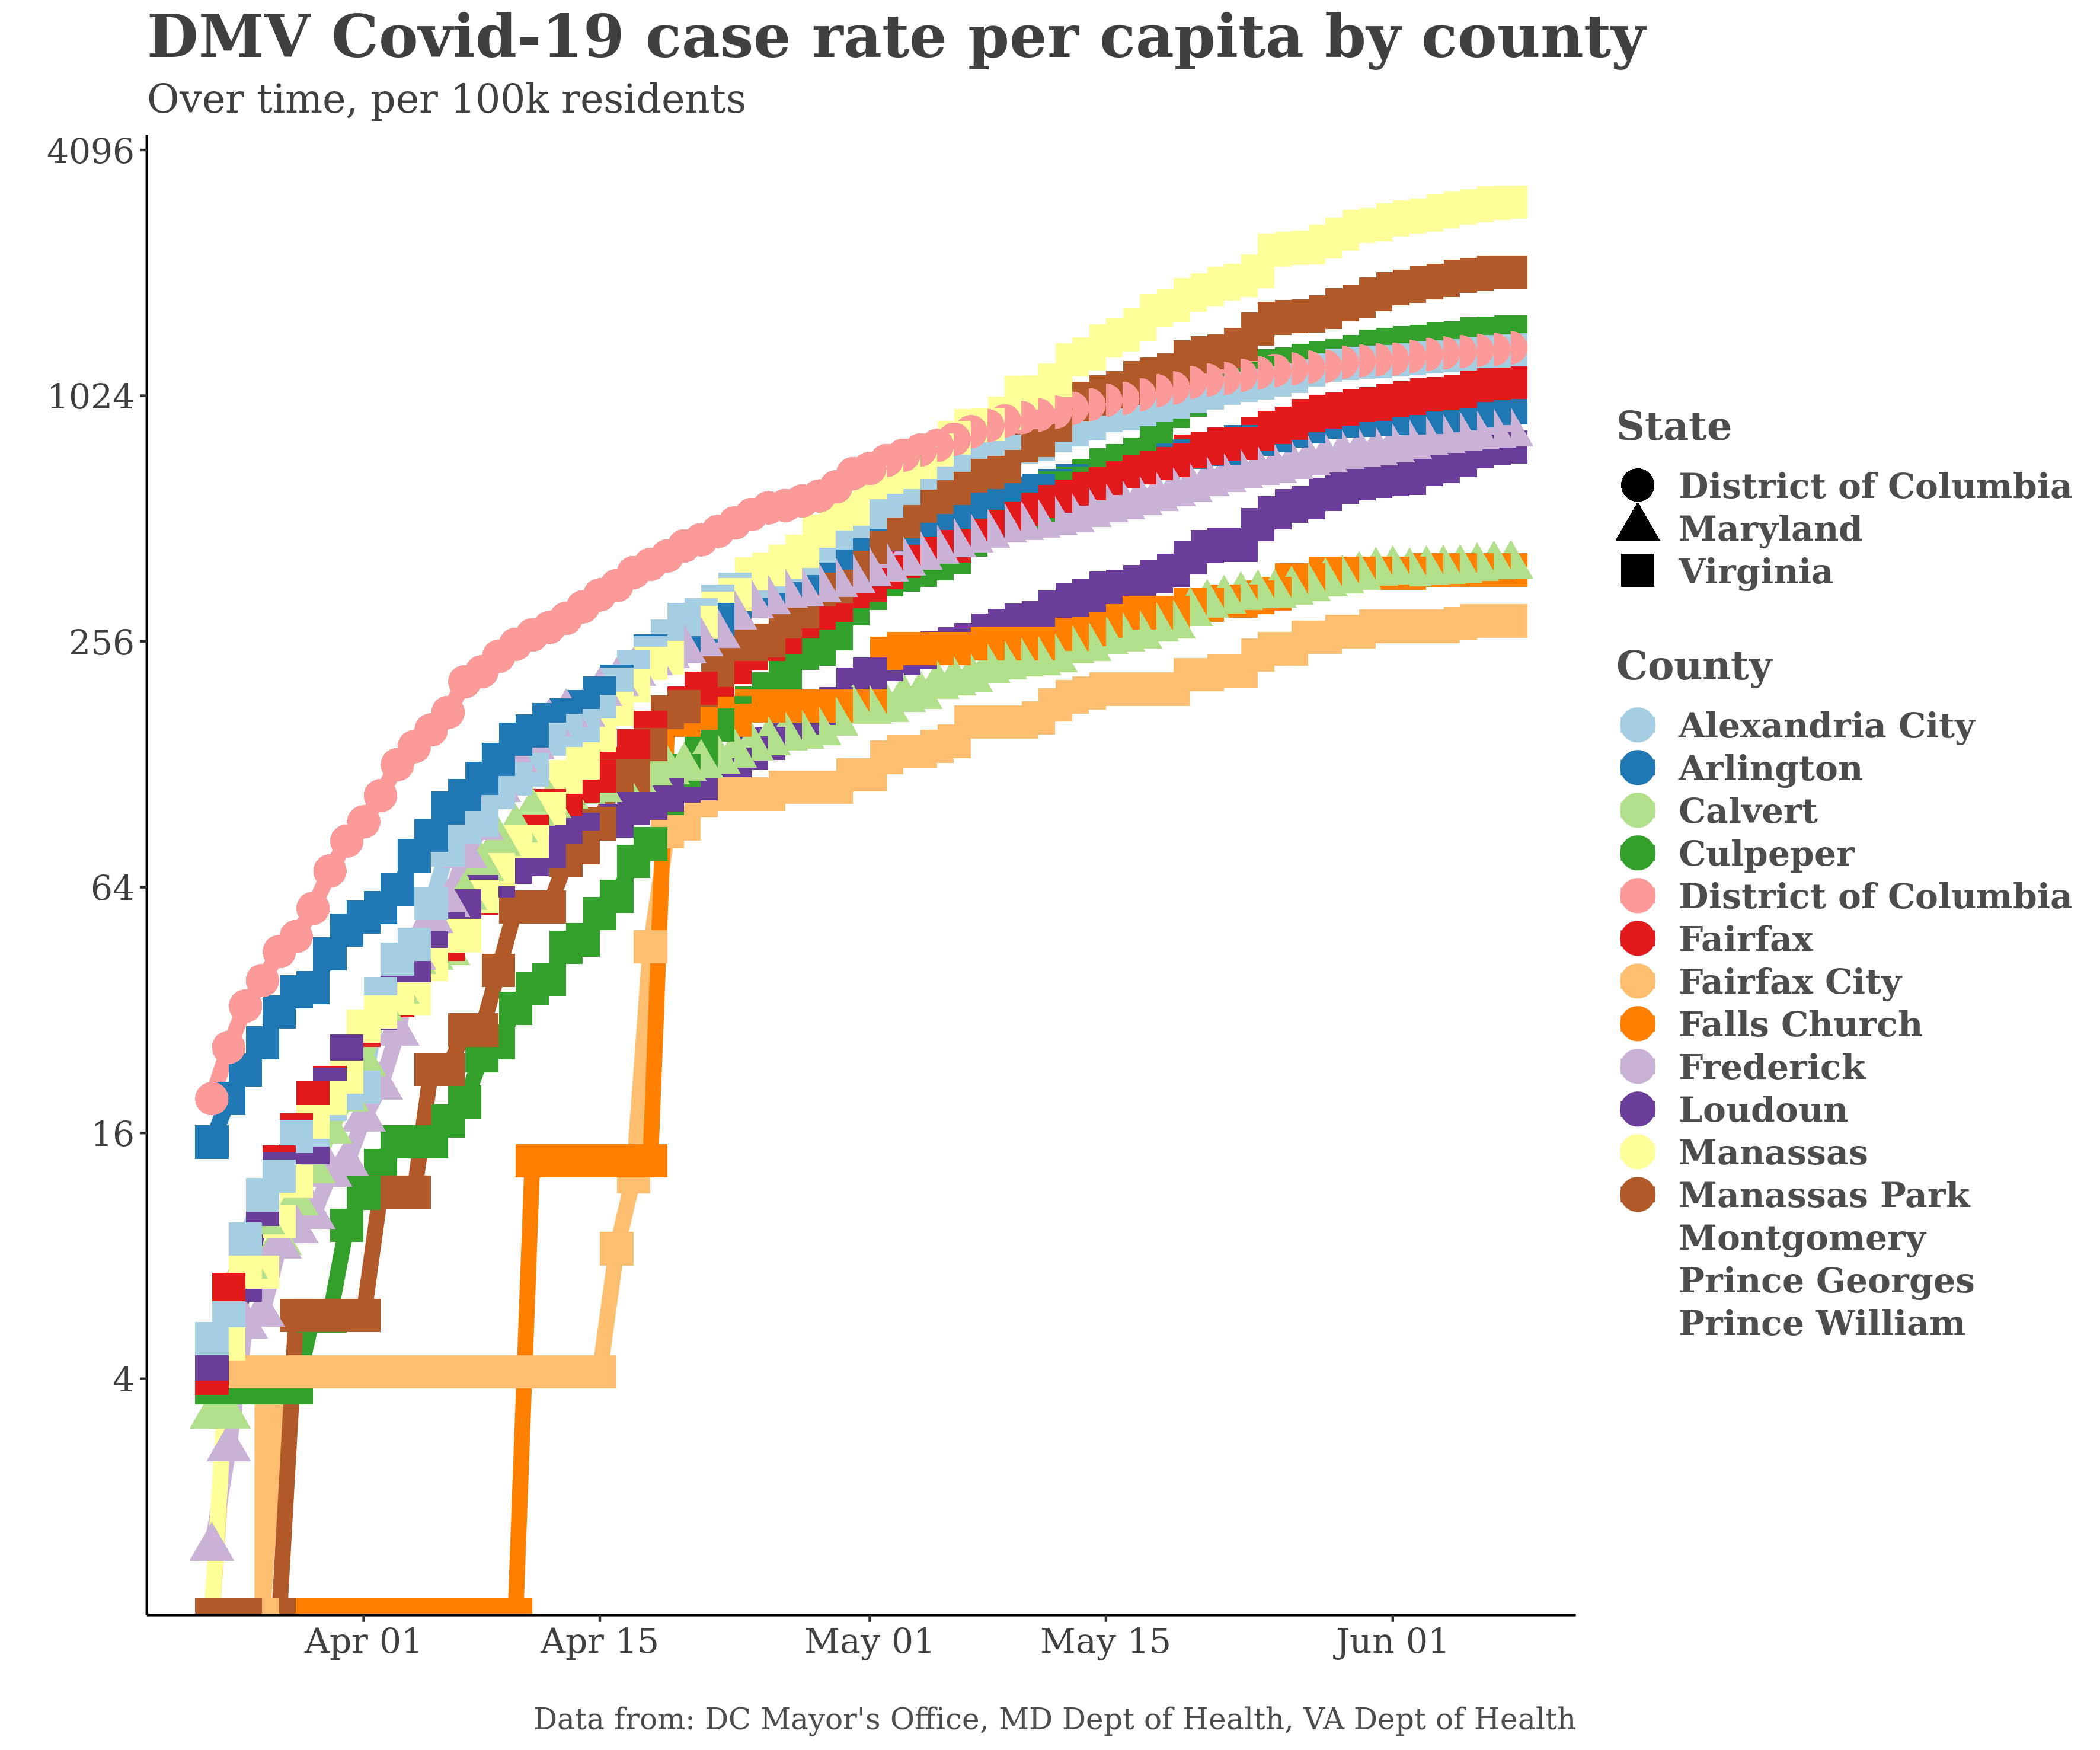 DMV Covid-19 case rate per capita by county
Over time, per 100k residents
4096
1024
256
64
16
4
Apr 01
Apr 15
May 01
May 15
Jun 01
State
District of Columbia
Maryland
Virginia
County
Alexandria City
Arlington
Calvert
Culpeper
District of Columbia
Fairfax
Fairfax City
Falls Church
Frederick
Loudoun
Manassas
Manassas Park
Montgomery
Prince Georges
Prince William
Data from: DC Mayor's Office, MD Dept of Health, VA Dept of Health